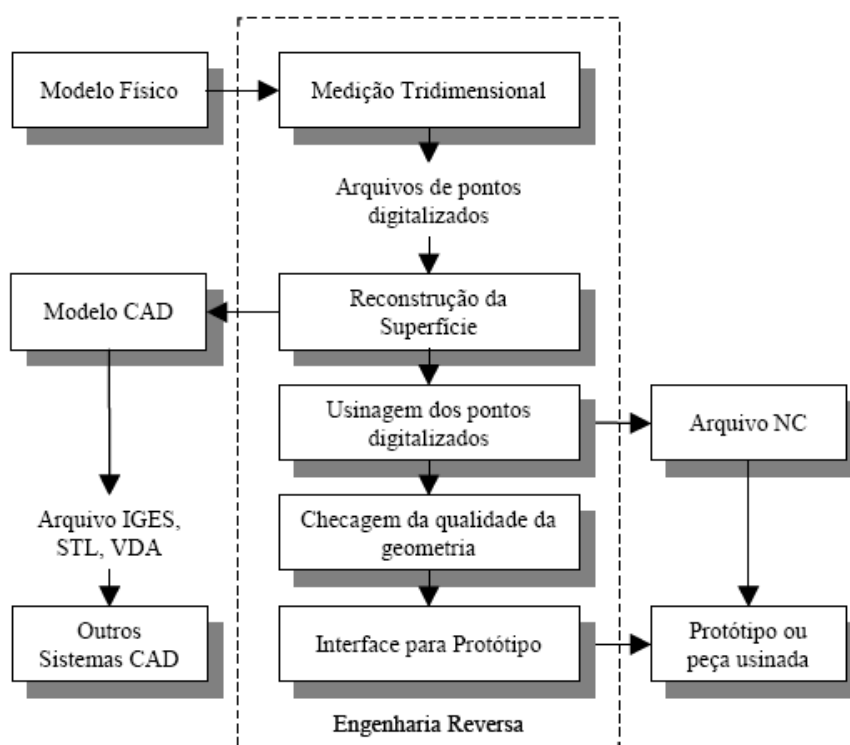 Modelo Físico
Medição Tridimensional
Arquivos de pontos
digitalizados
Modelo CAD
Reconstrução da
Superfície
Usinagem dos pontos
digitalizados
Arquivo NC
Arquivo IGES,
STL, VDA
Checagem da qualidade da
geometria
Outros
Sistemas CAD
Interface para Protótipo
Protótipo ou
peça usinada
Engenharia Reversa